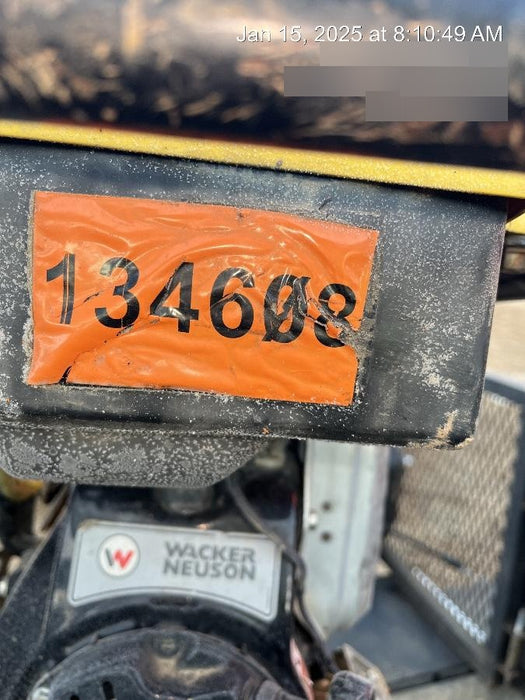 Jan 15, 2025 at 8:10:49 AM
134608
W
WACKER
NEUSON